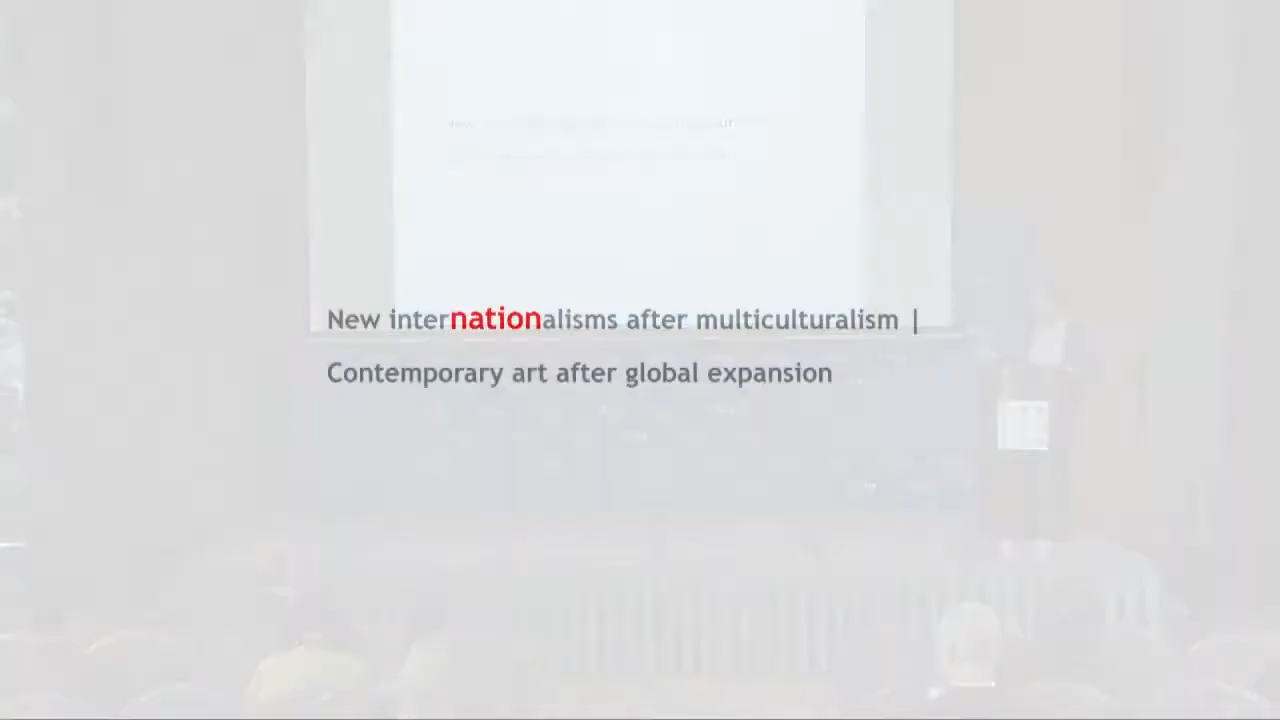 New internationalisms after multiculturalism |
Contemporary art after global expansion